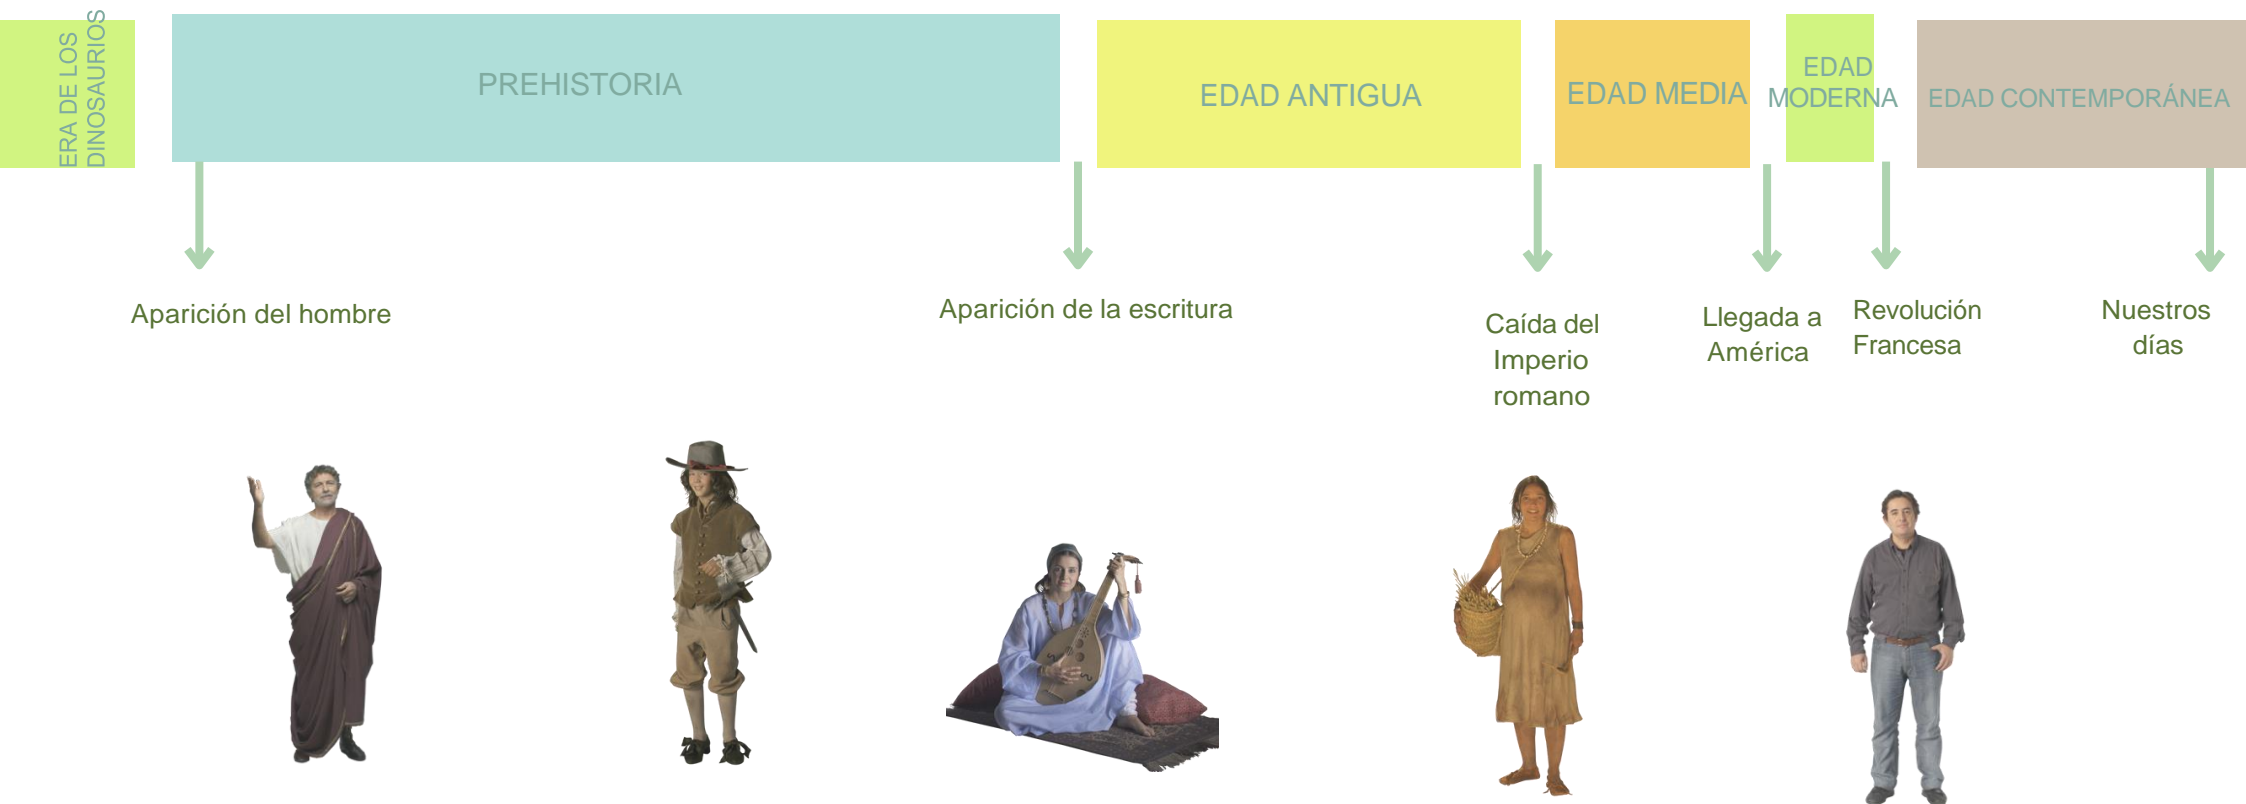 ERA DE LOS
DINOSAURIOS
PREHISTORIA
EDAD ANTIGUA
EDAD MEDIA
EDAD
MODERNA
EDAD CONTEMPORÁNEA
Aparición del hombre
Aparición de la escritura
Caída del
Imperio
romano
Llegada a
América
Revolución
Francesa
Nuestros
días